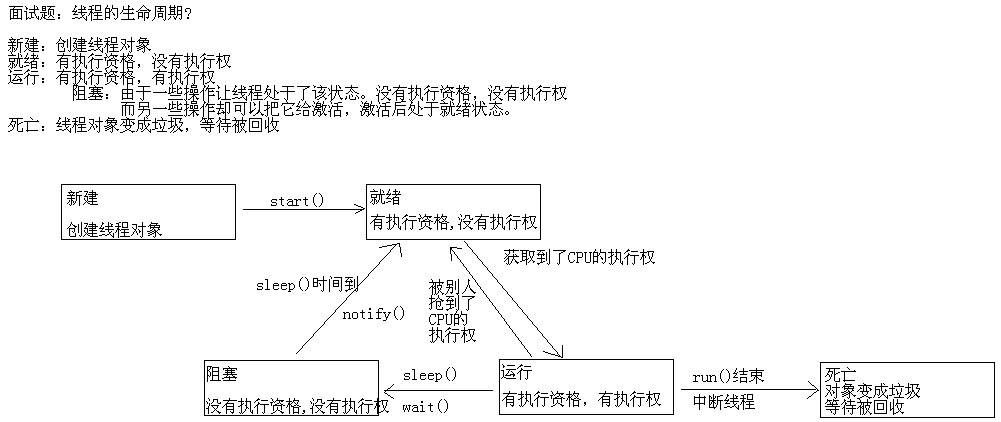 面试题：线程的生命周期？
新建：创建线程对象
就绪：有执行资格，没有执行权
运行：有执行资格，有执行权
阻塞：由于一些操作让线程处于了该状态。没有执行资格，没有执行权
而另一些操作却可以把它给激活，激活后处于就绪状态。
死亡：线程对象变成垃圾，等待被回收
新建
创建线程对象
start()
就绪
有执行资格,没有执行权
获取到了CPU的执行权
sleep()时间到
notify()
被别人
抢到了
CPU的
执行权
阻塞
没有执行资格,没有执行权
sleep()
wait()
运行
有执行资格，有执行权
run()结束
中断线程
死亡
对象变成垃圾
等待被回收